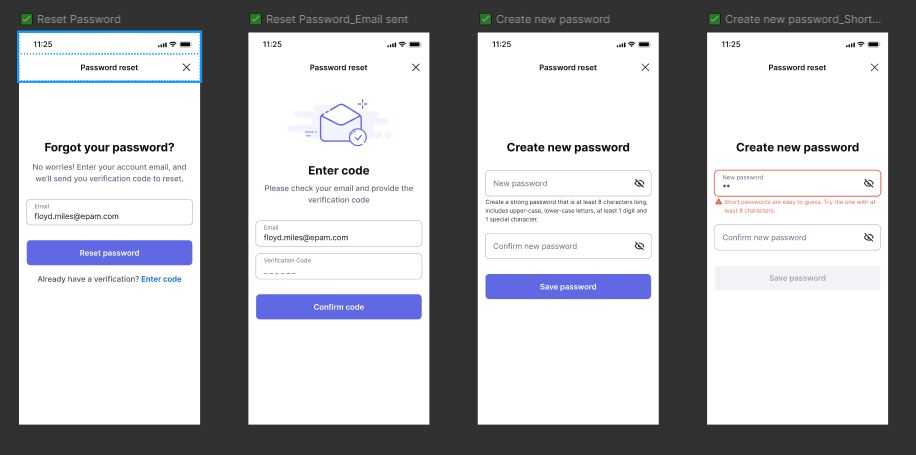 Reset Password
11:25
Password reset
Forgot your password?
No worries! Enter your account email, and
we'll send you verification code to reset.
Email
floyd.miles@epam.com
Reset password
Already have a verification? Enter code
Reset Password_Email sent
11:25
Password reset
Enter code
Please check your email and provide the
verification code
Email
floyd.miles@epam.com
Verification Code
_ _ _ _ _ _
Confirm code
Create new password
11:25
Password reset
Create new password
New password
Create a strong password that is at least 8 characters long,
includes upper-case, lower-case letters, at least 1 digit and
1 special character.
Confirm new password
Save password
Create new password_Short...
11:25
Password reset
Create new password
New password
**
Short passwords are easy to guess. Try the one with at
least 8 characters.
Confirm new password
Save password